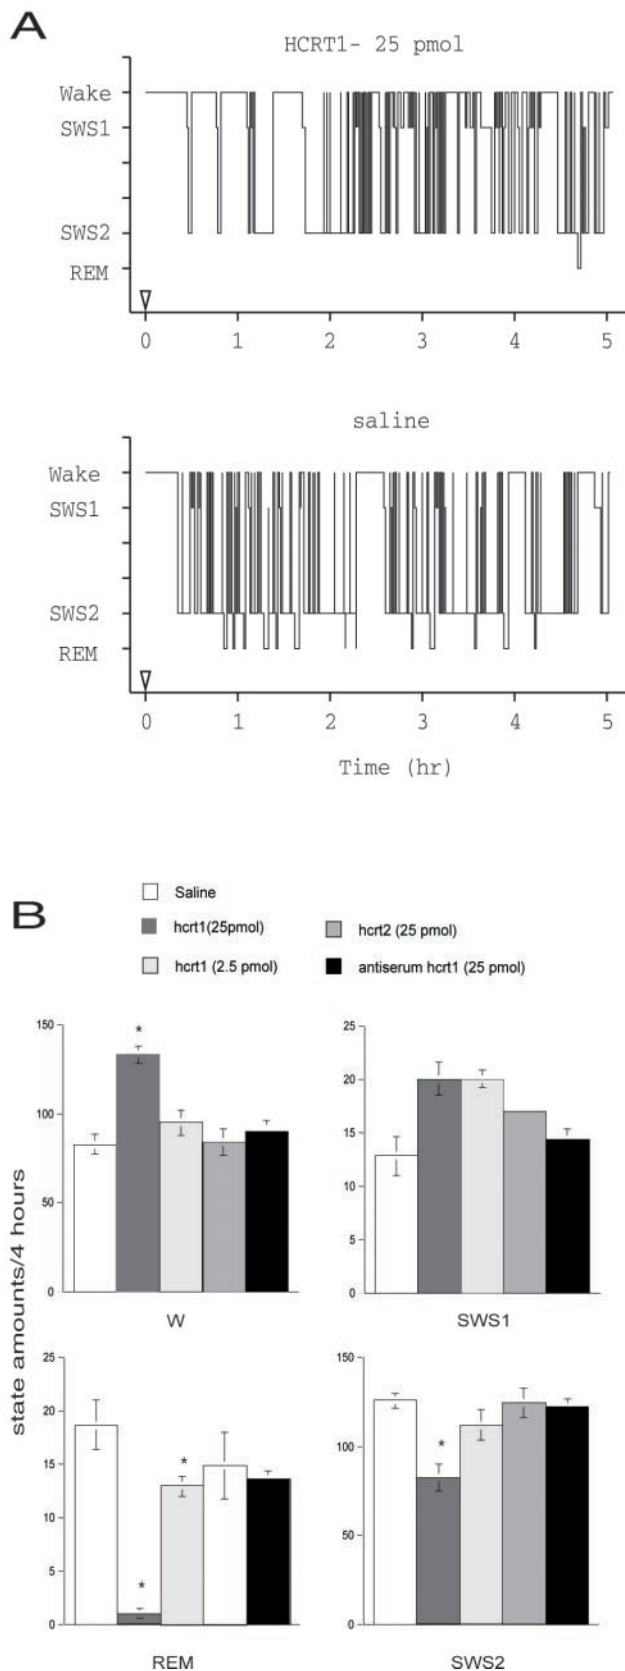 A
HCRT1- 25 pmol
Wake
SWS1
SWS2
REM
0 1 2 3 4 5
saline
Wake
SWS1
SWS2
REM
0 1 2 3 4 5
Time (hr)
B
Saline
hcrt1(25pmol)
hcrt2 (25 pmol)
hcrt1 (2.5 pmol)
antiserum hcrt1 (25 pmol)
state amounts/4 hours
150
100
50
0
*
W
25
20
15
10
5
0
SWS1
25
20
15
10
5
0
*
*
REM
150
100
50
0
*
SWS2